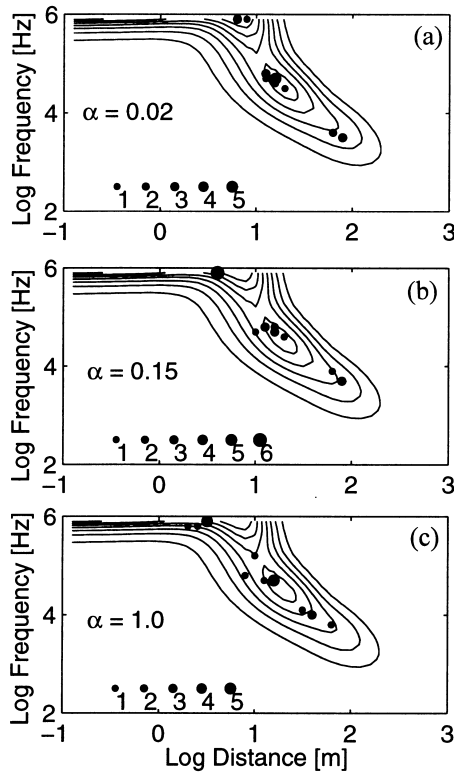 (a)
6
4
2
Log Frequency [Hz]
α = 0.02
1 2 3 4 5
−1 0 1 2 3
(b)
6
4
2
Log Frequency [Hz]
α = 0.15
1 2 3 4 5 6
−1 0 1 2 3
(c)
6
4
2
Log Frequency [Hz]
α = 1.0
1 2 3 4 5
−1 0 1 2 3
Log Distance [m]